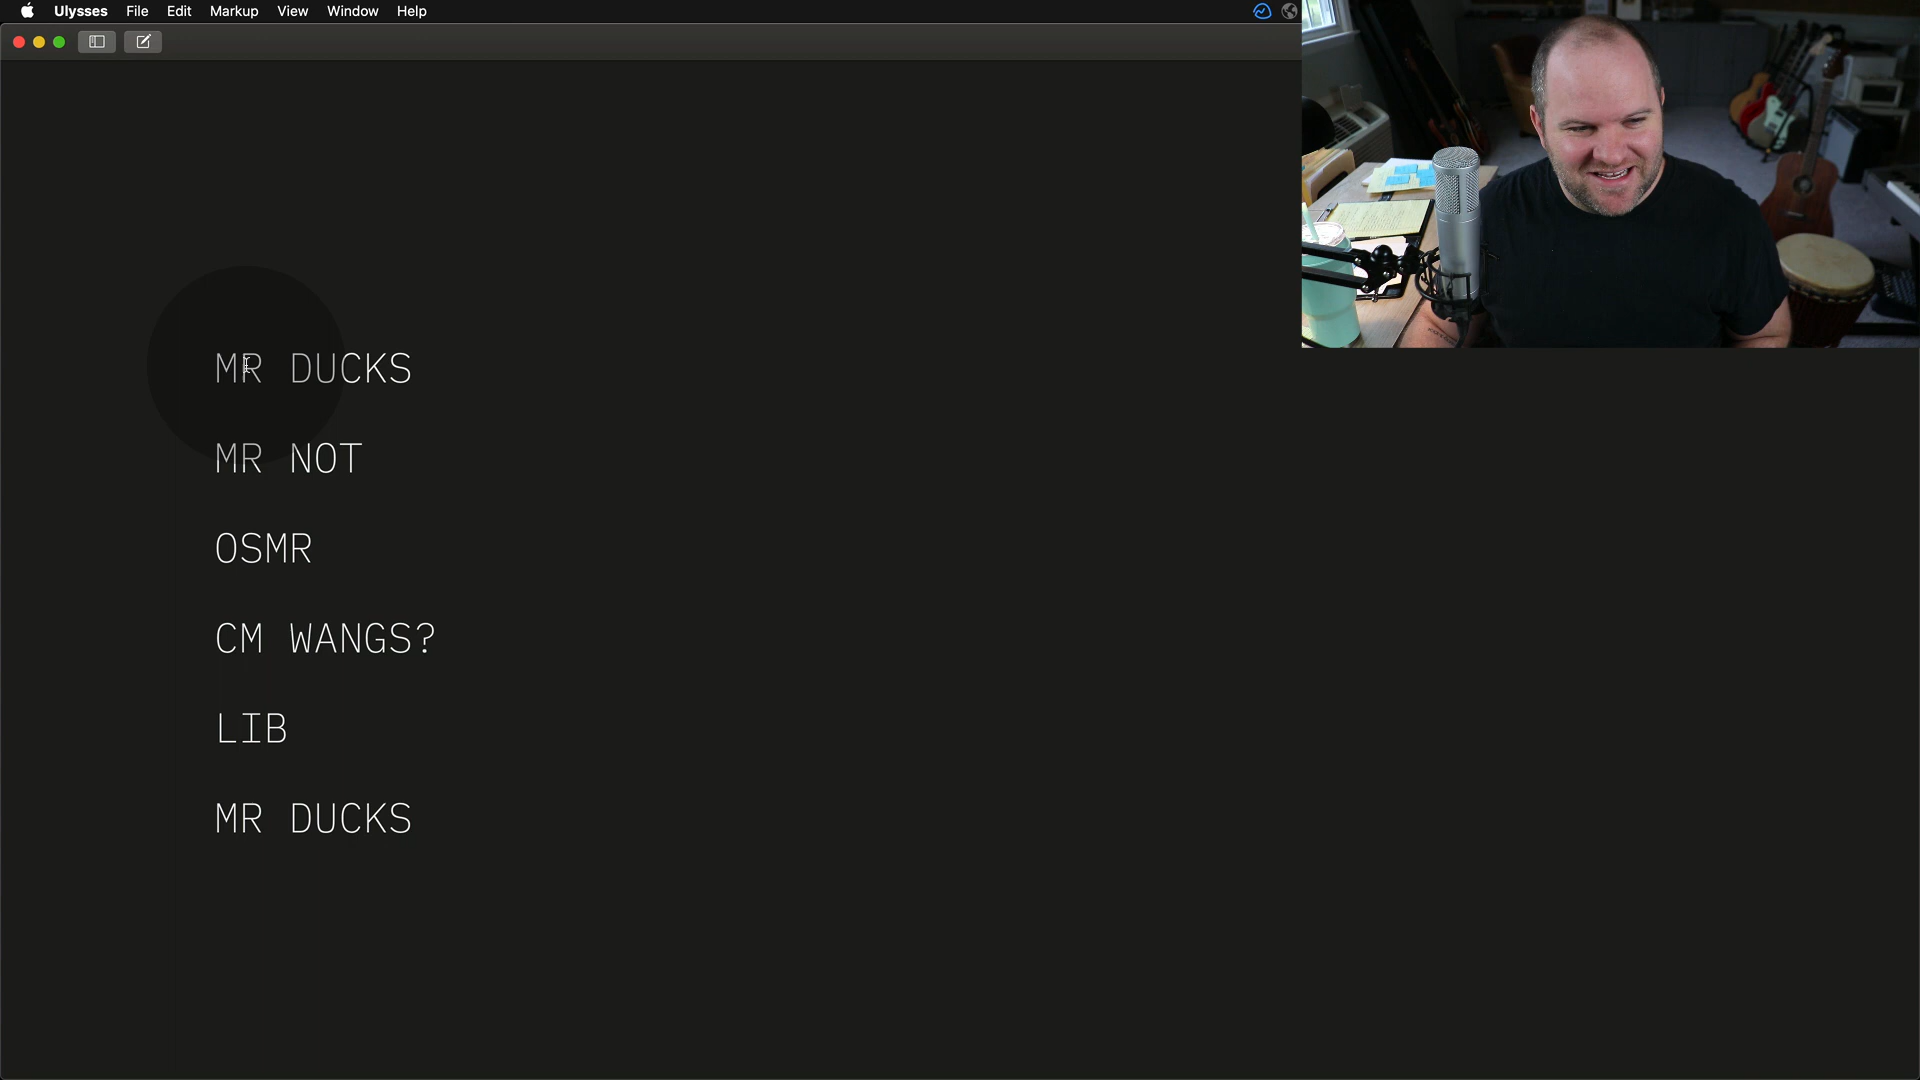 Ulysses File Edit Markup View Window Help
MR DUCKS
MR NOT
OSMR
CM WANGS?
LIB
MR DUCKS